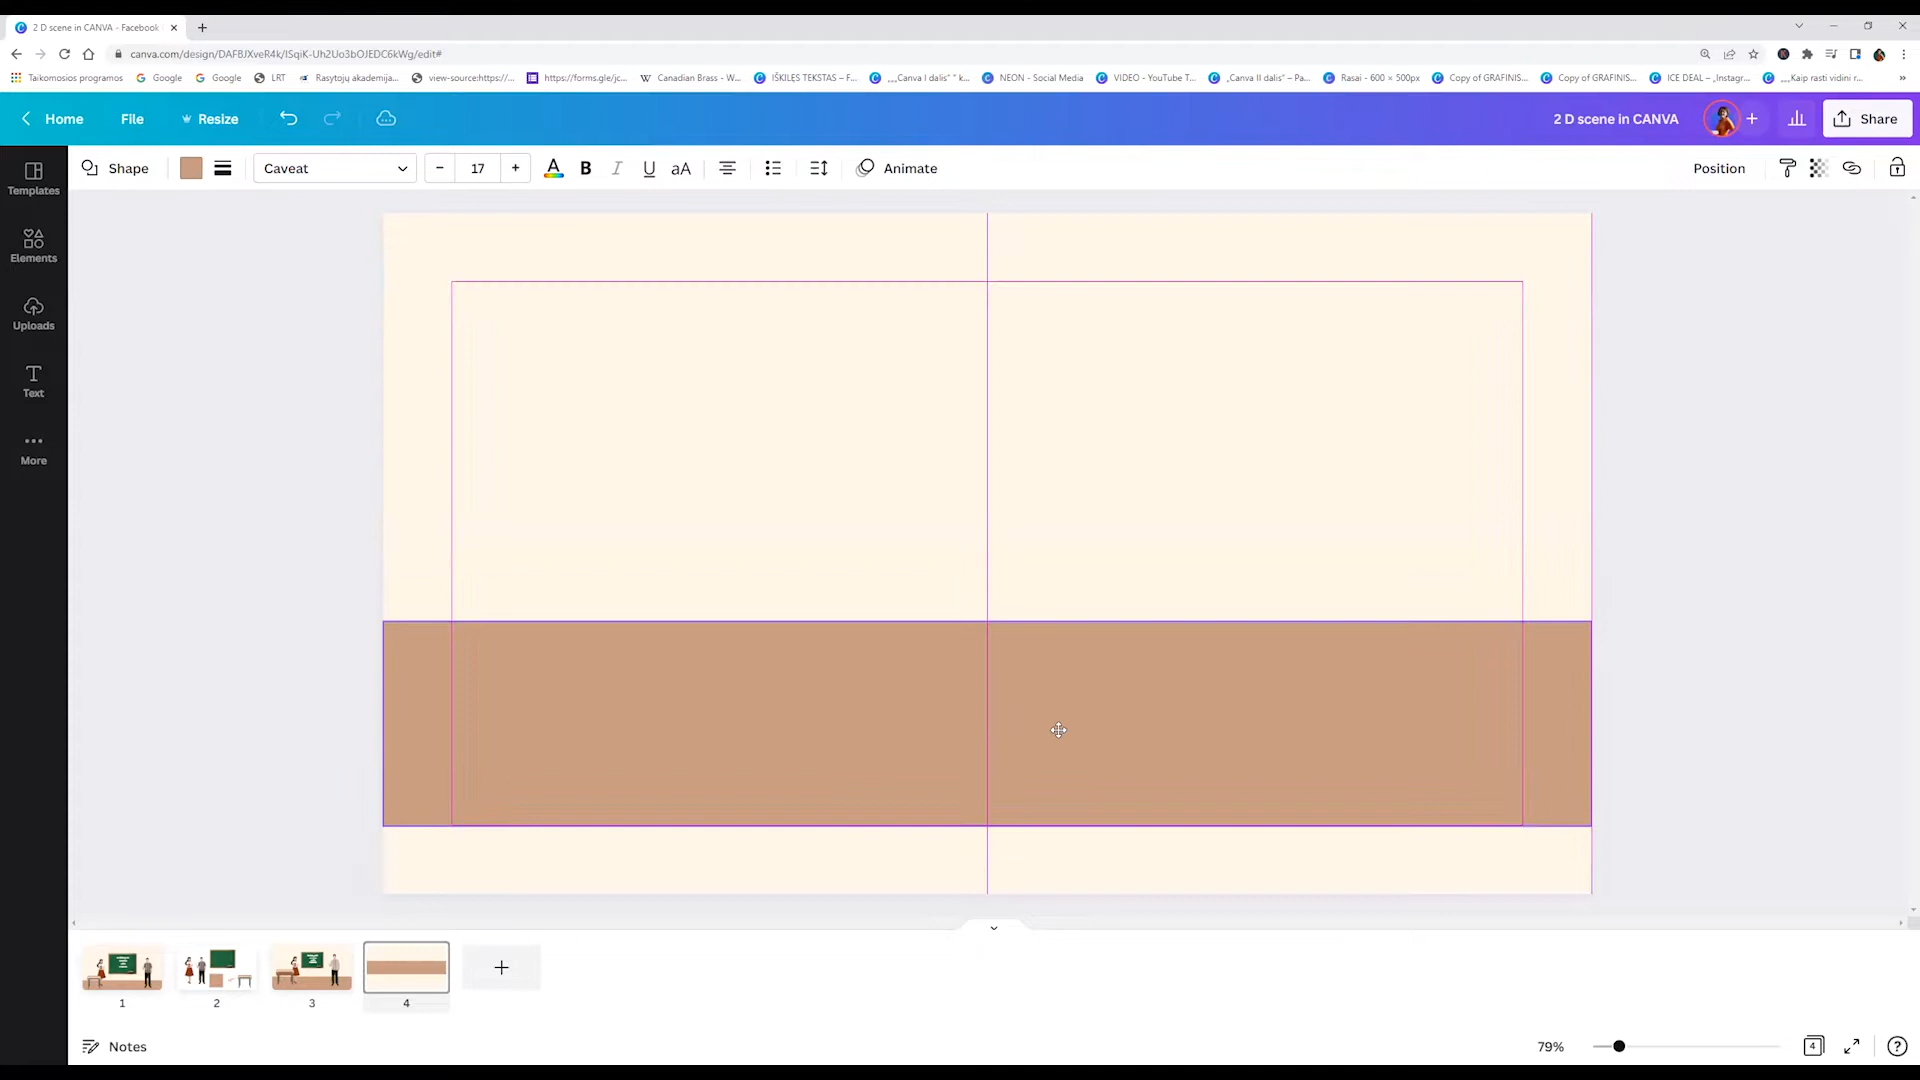 2 D scene in CANVA - Facebook
canva.com/design/DAFBJXveR4k/ISqiK-Uh2Uo3bOJEDC6kWg/edit#
Taikomosios programos Google Google LRT Rasytojų akademija... view-source:https://... https://forms.gle/jc... Canadian Brass - W... IŠKILĘS TEKSTAS – F... „„Canva I dalis“ “ k... NEON - Social Media VIDEO - YouTube T... „Canva II dalis“ – Pa... Rasai - 600 × 500px Copy of GRAFINIS... Copy of GRAFINIS... ICE DEAL – „Instagr... „„Kaip rasti vidini r... »
Home File Resize 2 D scene in CANVA Share
Shape Caveat – 17 + A B I U aA Animate Position
Templates
Elements
Uploads
Text
More
1 2 3 4
Notes 79% 4 ?